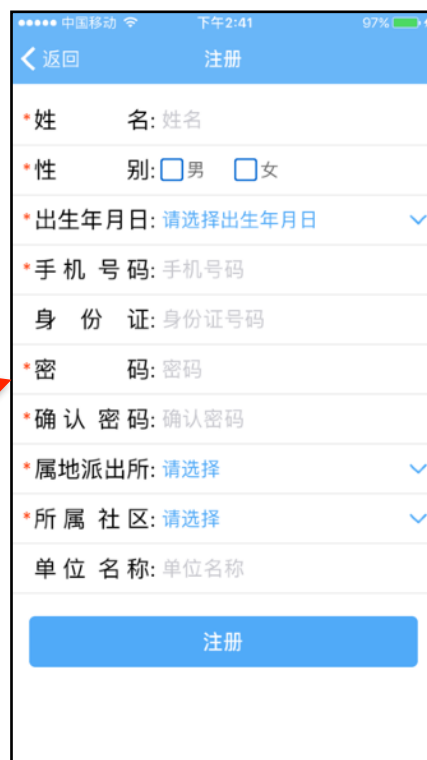 中国移动 下午2:41 97%
返回 注册
*姓 名: 姓名
*性 别: 男 女
*出生年月日: 请选择出生年月日
*手机号码: 手机号码
身份证: 身份证号码
*密 码: 密码
*确认密码: 确认密码
*属地派出所: 请选择
*所属社区: 请选择
单位名称: 单位名称
注册